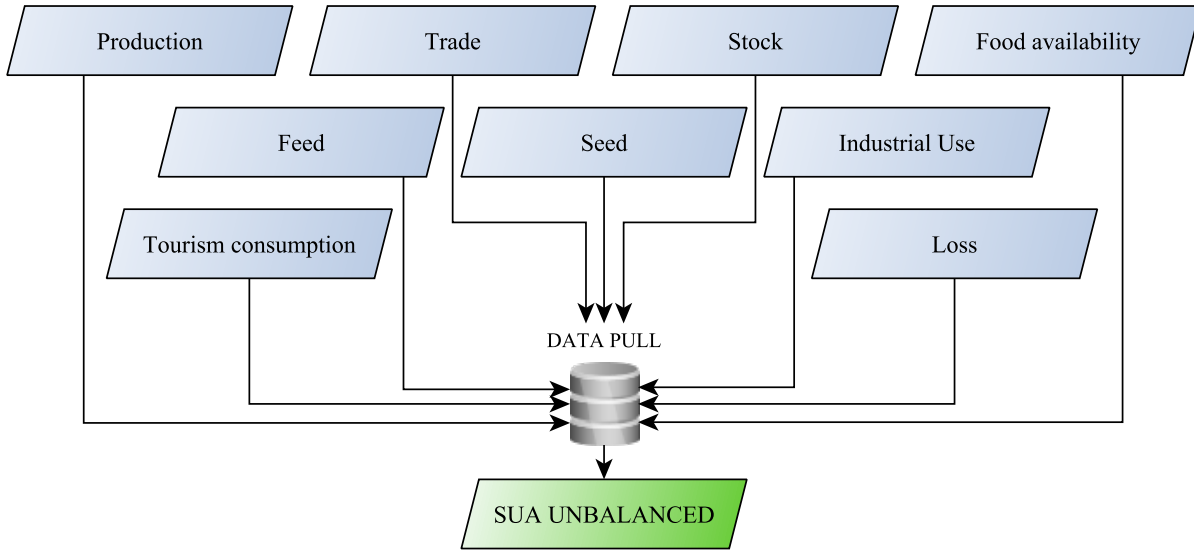 Production
Trade
Stock
Food availability
Feed
Seed
Industrial Use
Tourism consumption
Loss
DATA PULL
SUA UNBALANCED